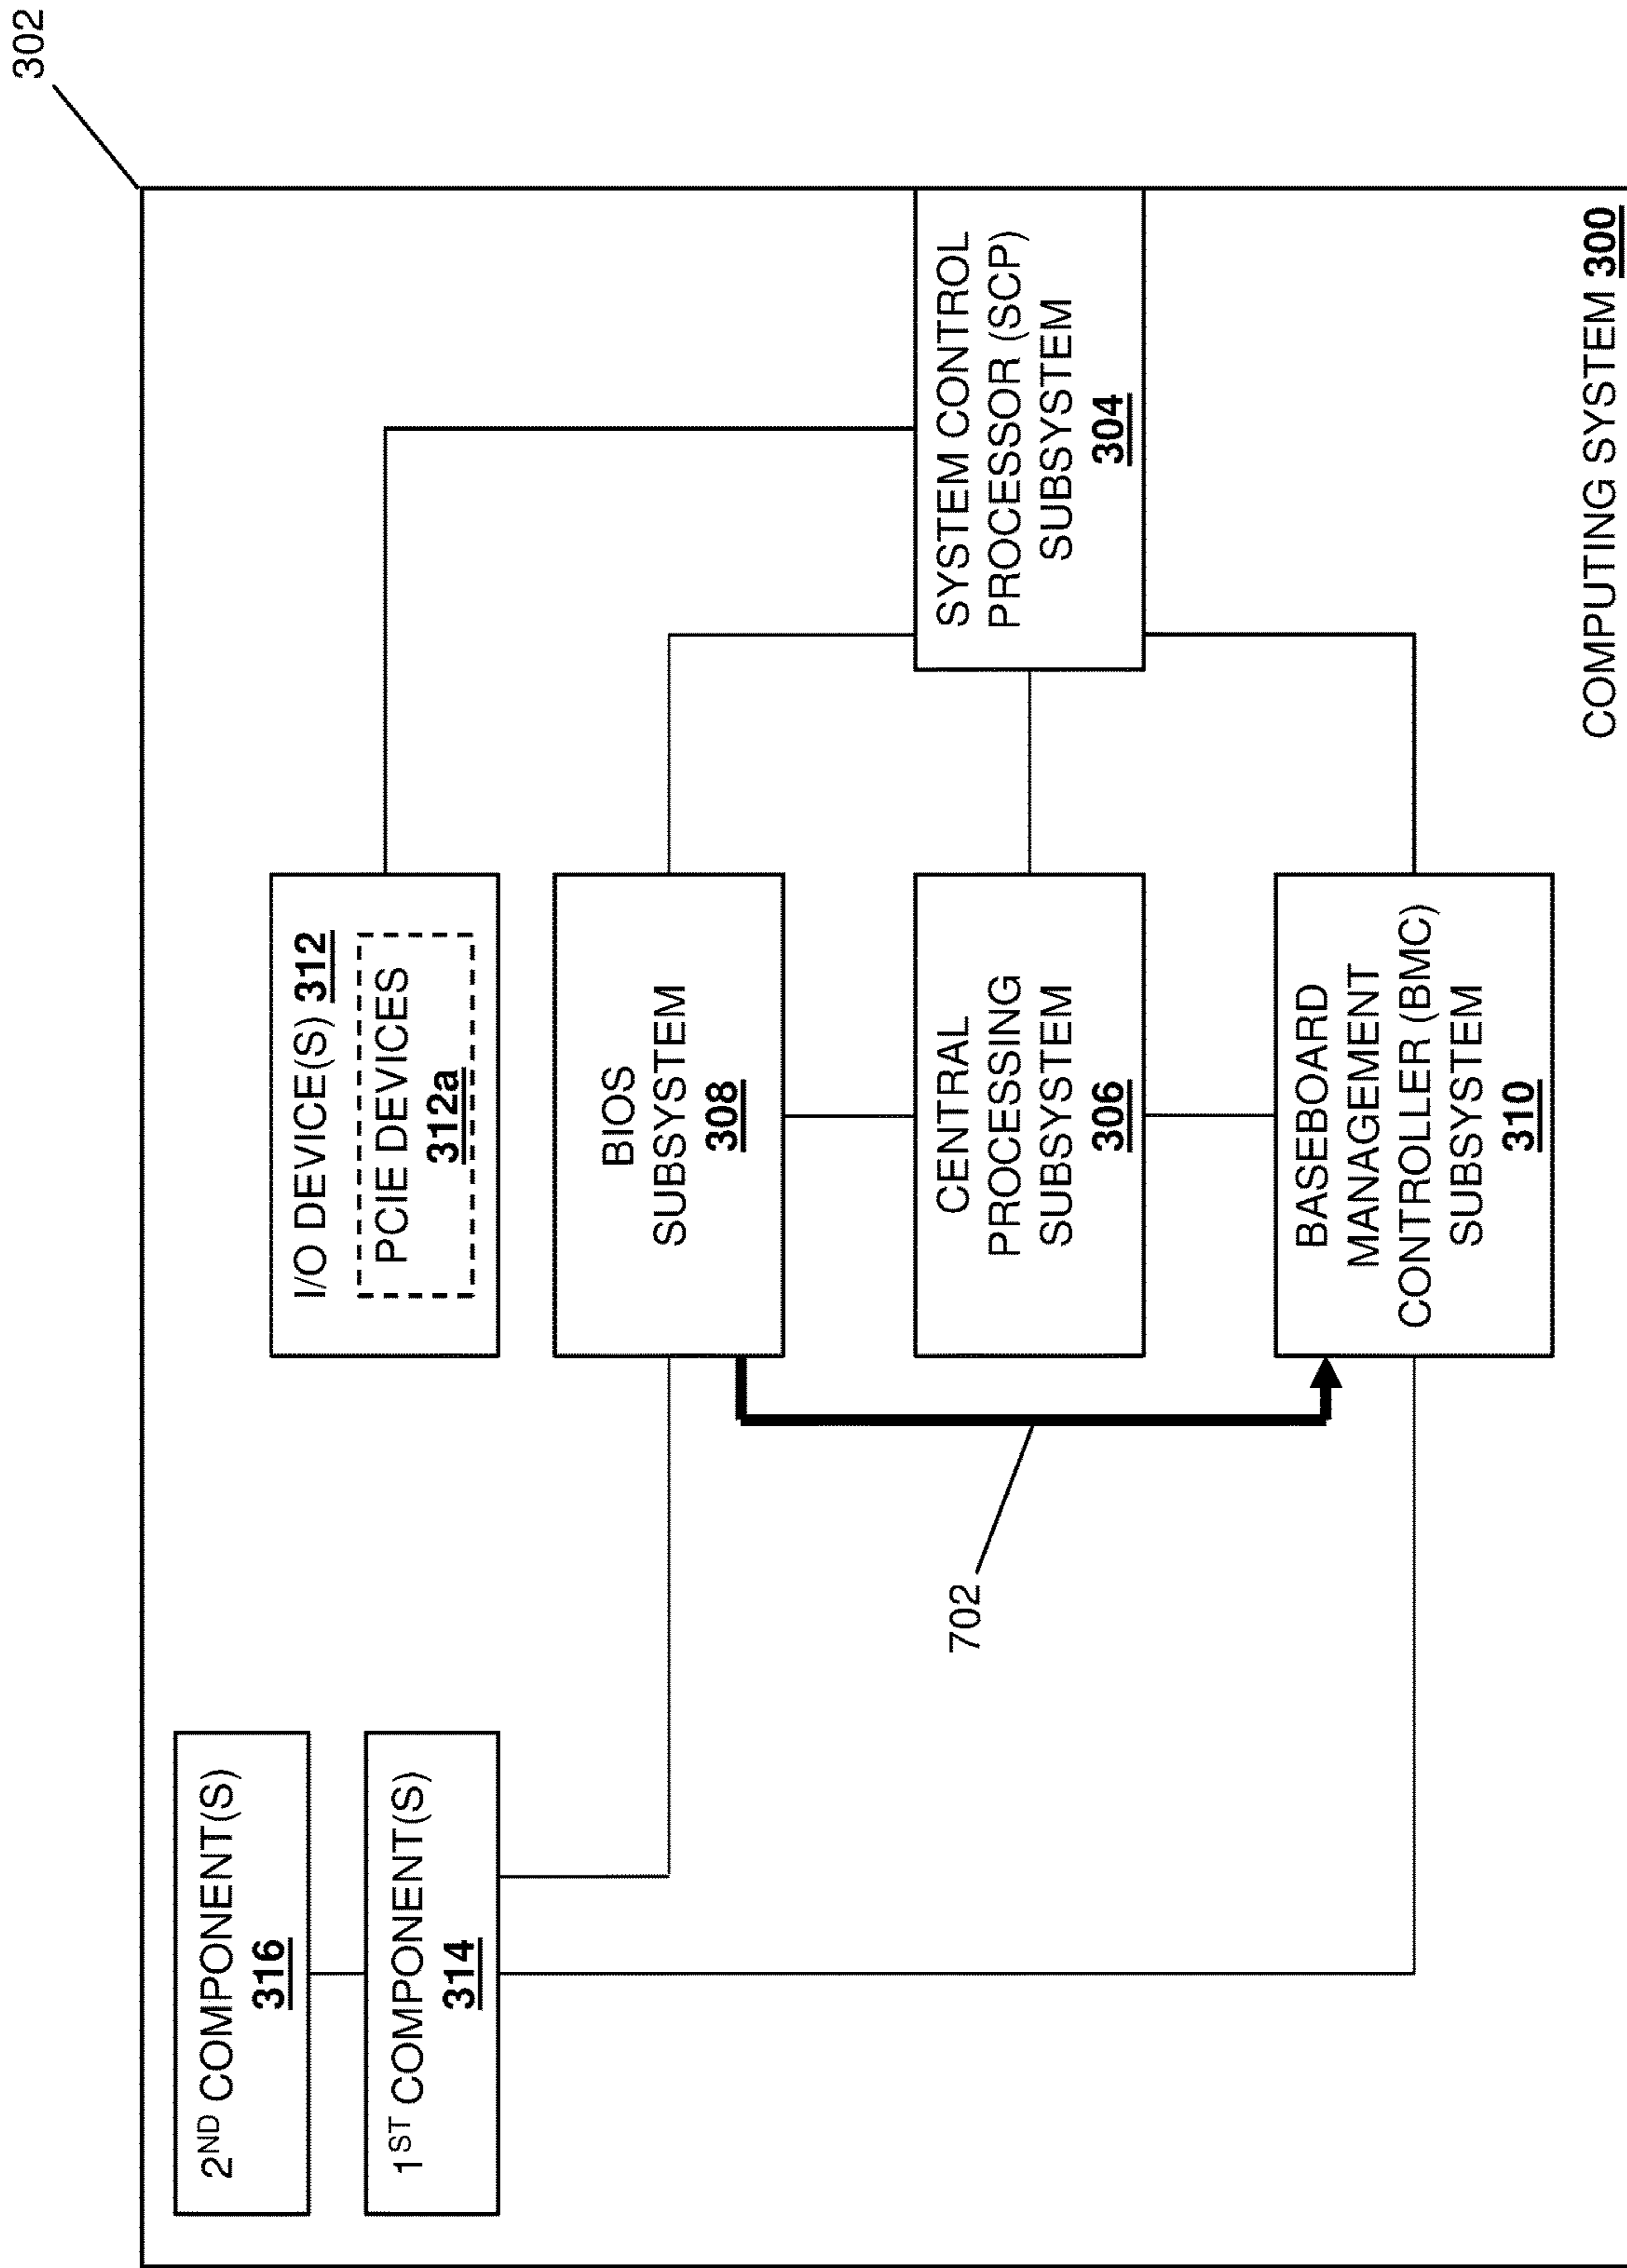 302
2ND COMPONENT(S)
316
1ST COMPONENT(S)
314
I/O DEVICE(S) 312
PCIE DEVICES
312a
BIOS
SUBSYSTEM
308
702
CENTRAL
PROCESSING
SUBSYSTEM
306
SYSTEM CONTROL
PROCESSOR (SCP)
SUBSYSTEM
304
BASEBOARD
MANAGEMENT
CONTROLLER (BMC)
SUBSYSTEM
310
COMPUTING SYSTEM 300